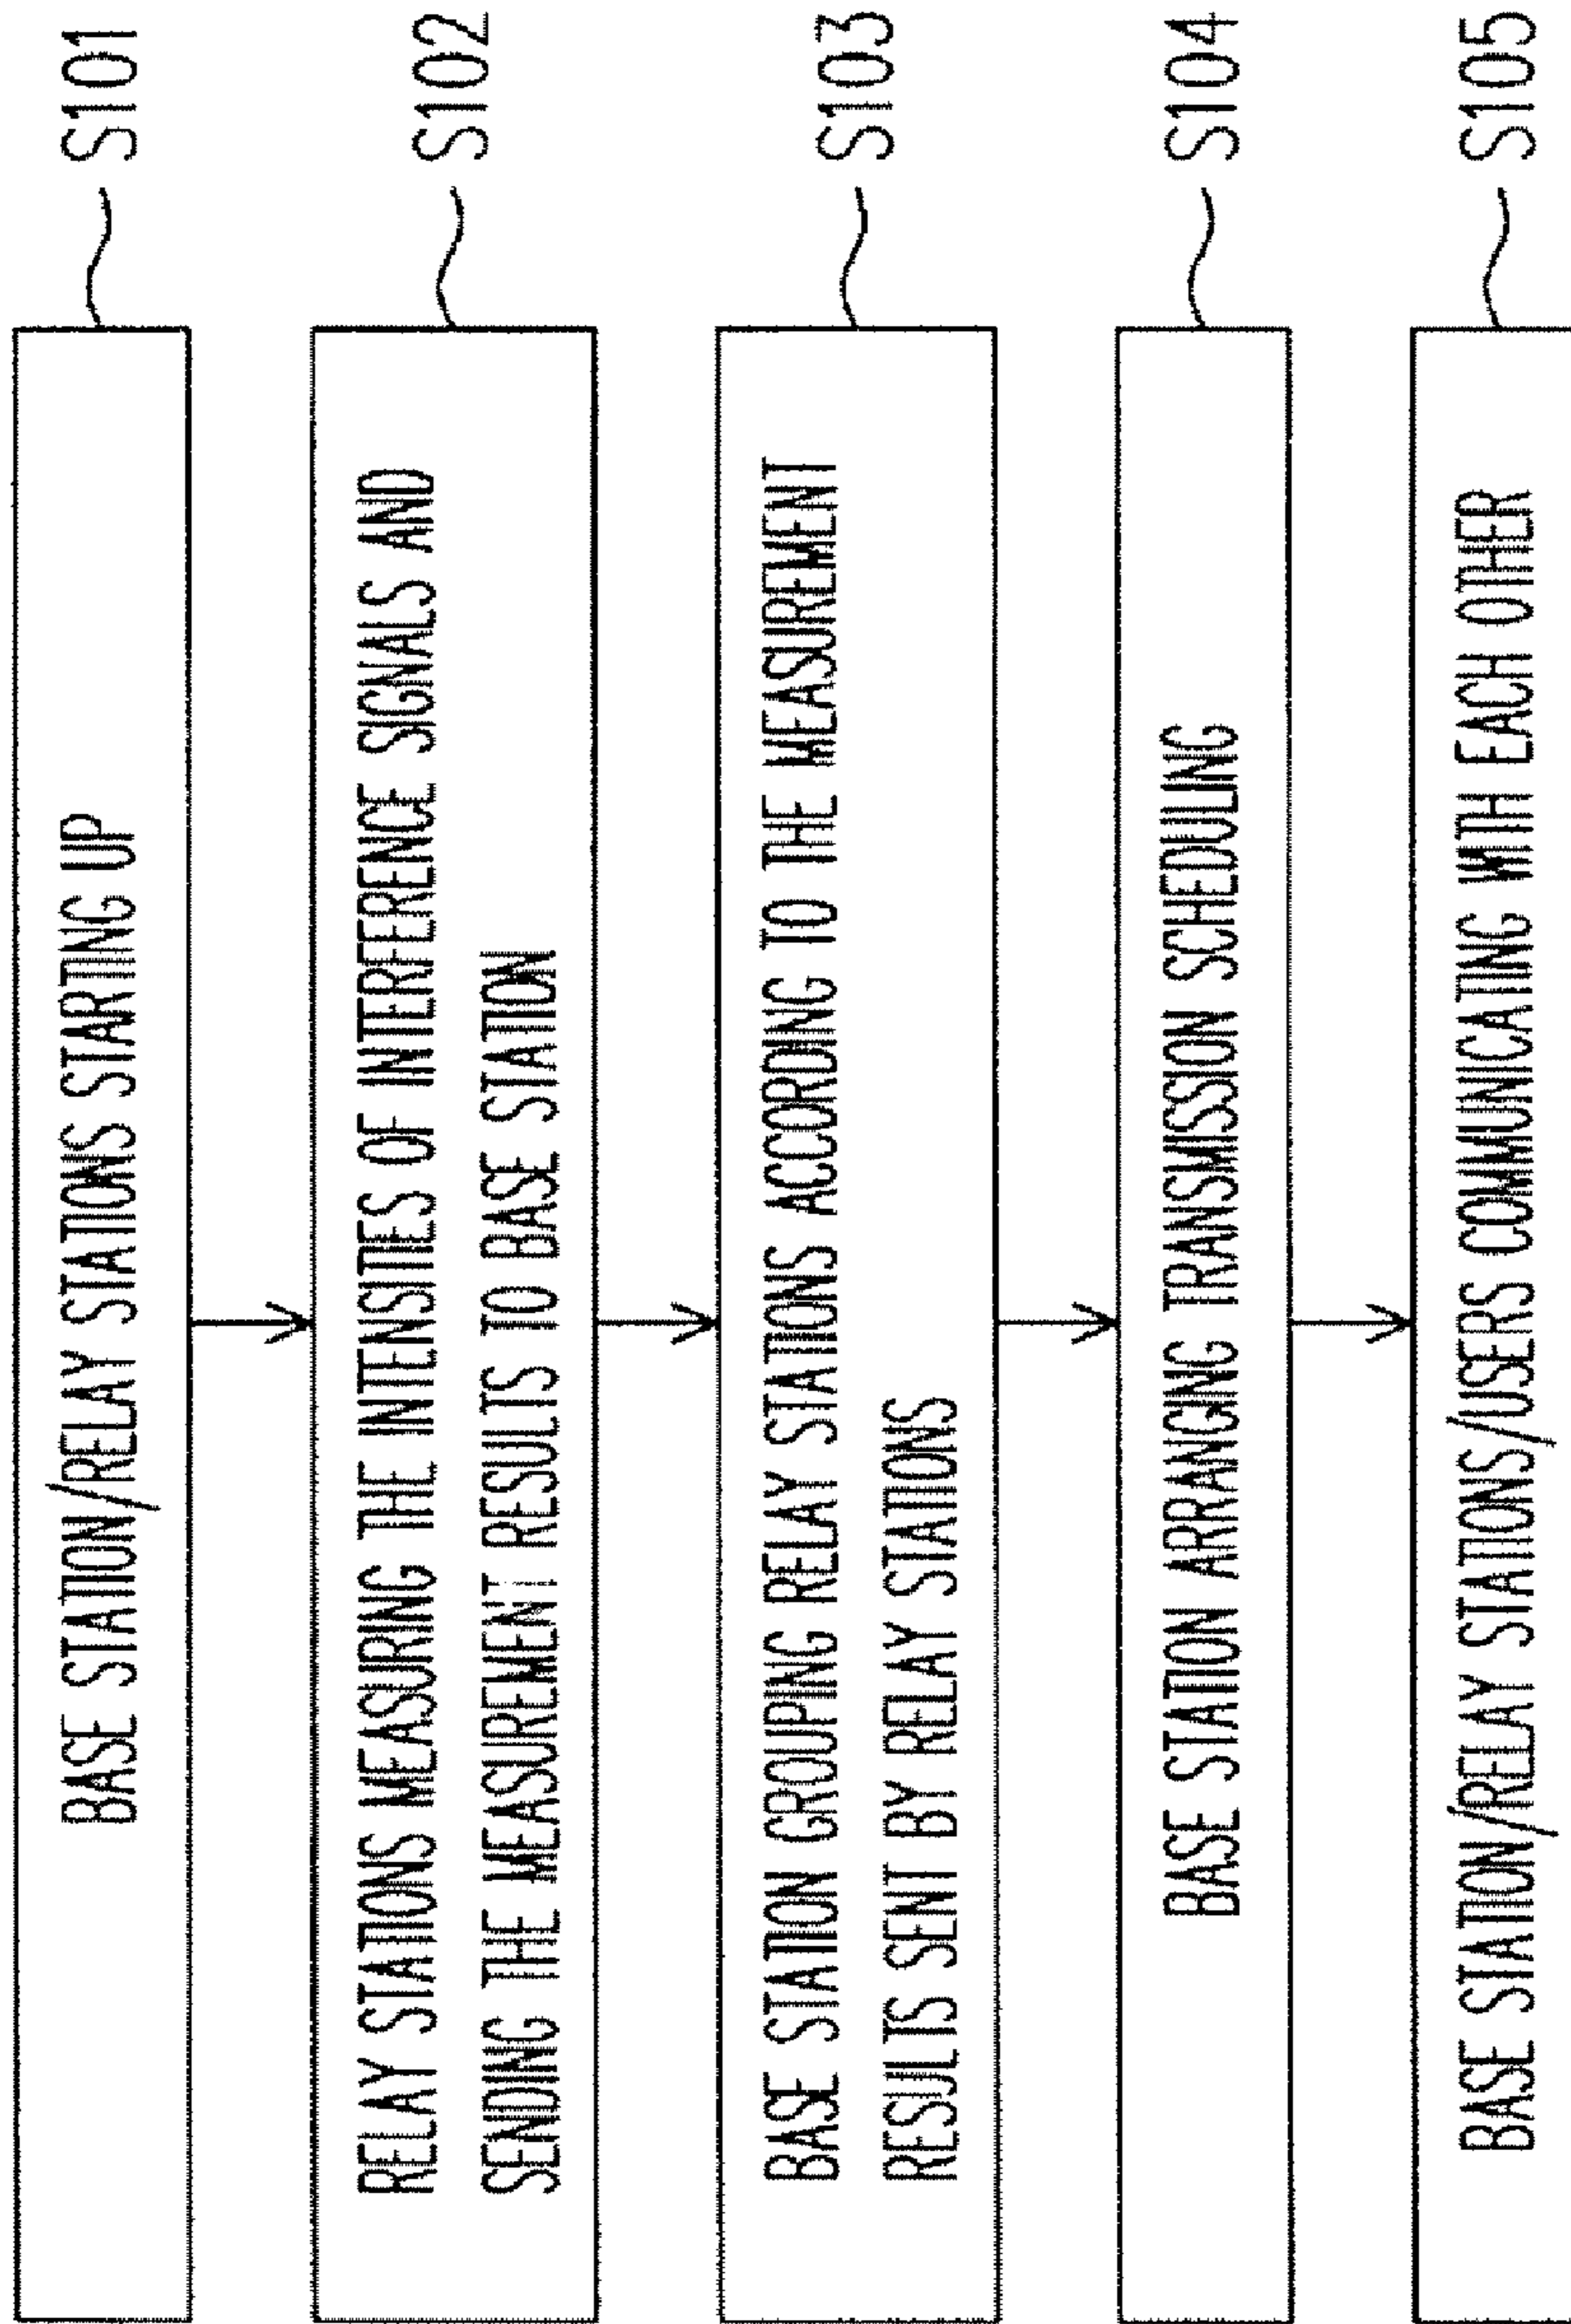 BASE STATION/RELAY STATIONS STARTING UP
S101
RELAY STATIONS MEASURING THE INTENSITIES OF INTERFERENCE SIGNALS AND
SENDING THE MEASUREMENT RESULTS TO BASE STATION
S102
BASE STATION GROUPING RELAY STATIONS ACCORDING TO THE MEASUREMENT
RESULTS SENT BY RELAY STATIONS
S103
BASE STATION ARRANGING TRANSMISSION SCHEDULING
S104
BASE STATION/RELAY STATIONS/USERS COMMUNICATING WITH EACH OTHER
S105